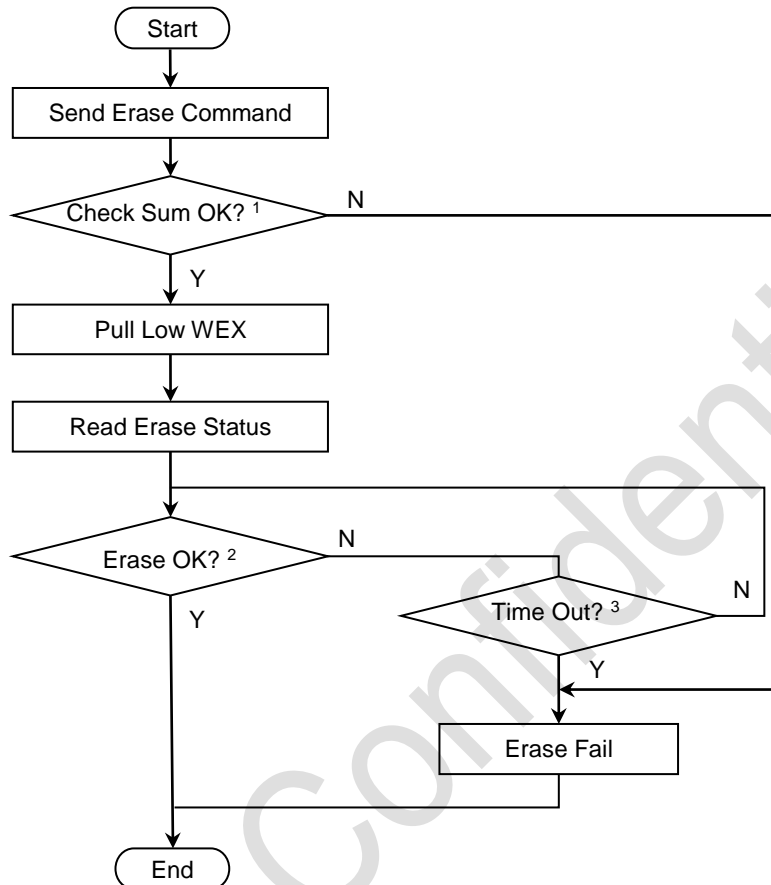 Start
Send Erase Command
Check Sum OK? ¹
N
Y
Pull Low WEX
Read Erase Status
Erase OK? ²
N
Y
Time Out? ³
N
Y
Erase Fail
End
Confidenti